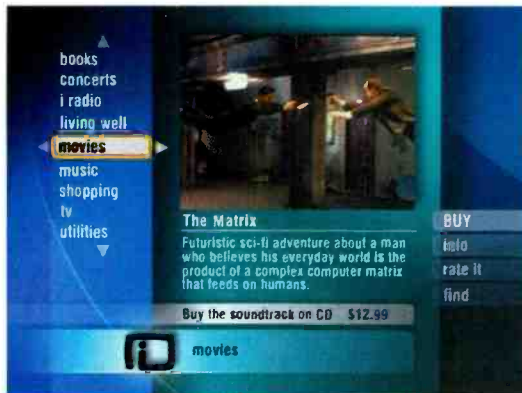 books
concerts
i radio
living well
movies
music
shopping
tv
utilities
The Matrix
Futuristic sci-fi adventure about a man
who believes his everyday world is the
product of a complex computer matrix
that feeds on humans.
Buy the soundtrack on CD $12.99
BUY
info
rate it
find
movies